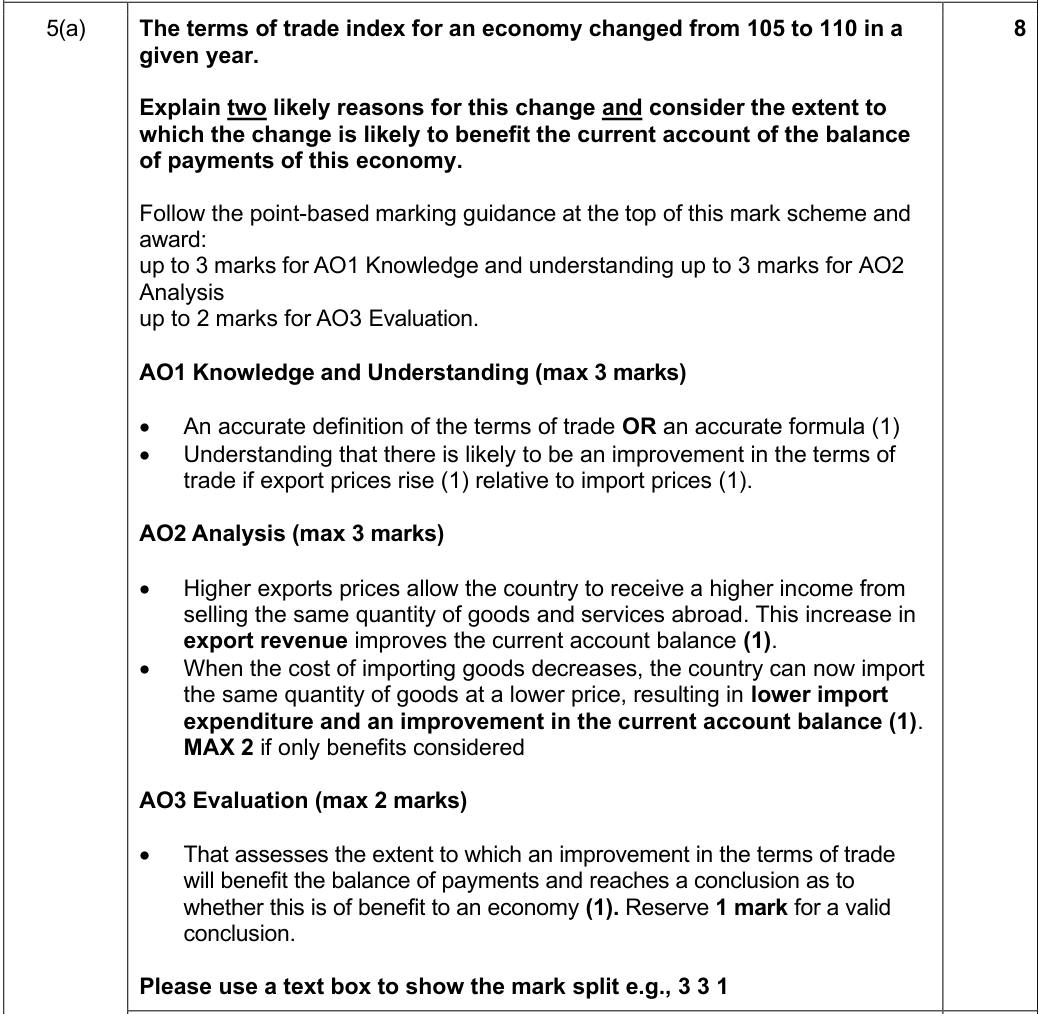 5(a)
The terms of trade index for an economy changed from 105 to 110 in a
given year.
8
Explain two likely reasons for this change and consider the extent to
which the change is likely to benefit the current account of the balance
of payments of this economy.
Follow the point-based marking guidance at the top of this mark scheme and
award:
up to 3 marks for AO1 Knowledge and understanding up to 3 marks for AO2
Analysis
up to 2 marks for AO3 Evaluation.
AO1 Knowledge and Understanding (max 3 marks)
• An accurate definition of the terms of trade OR an accurate formula (1)
• Understanding that there is likely to be an improvement in the terms of
trade if export prices rise (1) relative to import prices (1).
AO2 Analysis (max 3 marks)
• Higher exports prices allow the country to receive a higher income from
selling the same quantity of goods and services abroad. This increase in
export revenue improves the current account balance (1).
• When the cost of importing goods decreases, the country can now import
the same quantity of goods at a lower price, resulting in lower import
expenditure and an improvement in the current account balance (1).
MAX 2 if only benefits considered
AO3 Evaluation (max 2 marks)
• That assesses the extent to which an improvement in the terms of trade
will benefit the balance of payments and reaches a conclusion as to
whether this is of benefit to an economy (1). Reserve 1 mark for a valid
conclusion.
Please use a text box to show the mark split e.g., 3 3 1